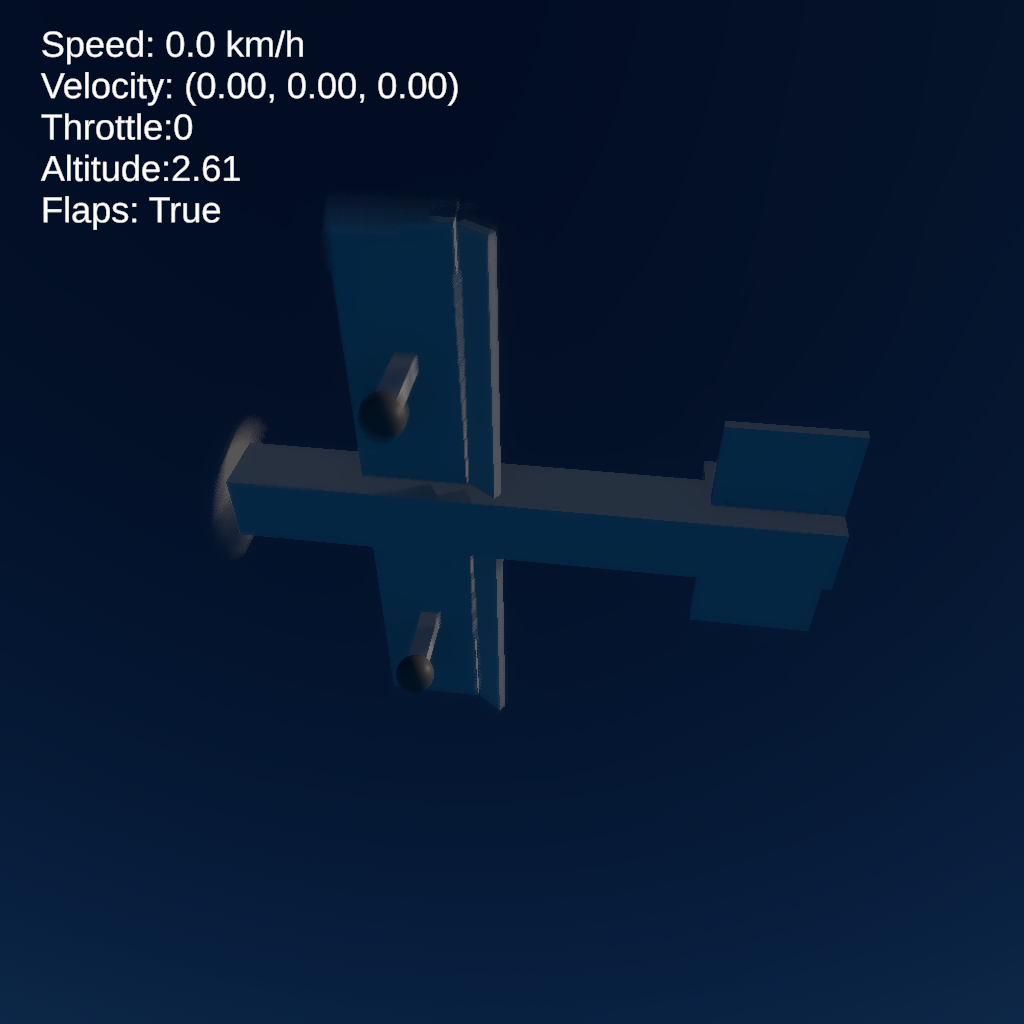 Speed: 0.0 km/h
Velocity: (0.00, 0.00, 0.00)
Throttle:0
Altitude:2.61
Flaps: True